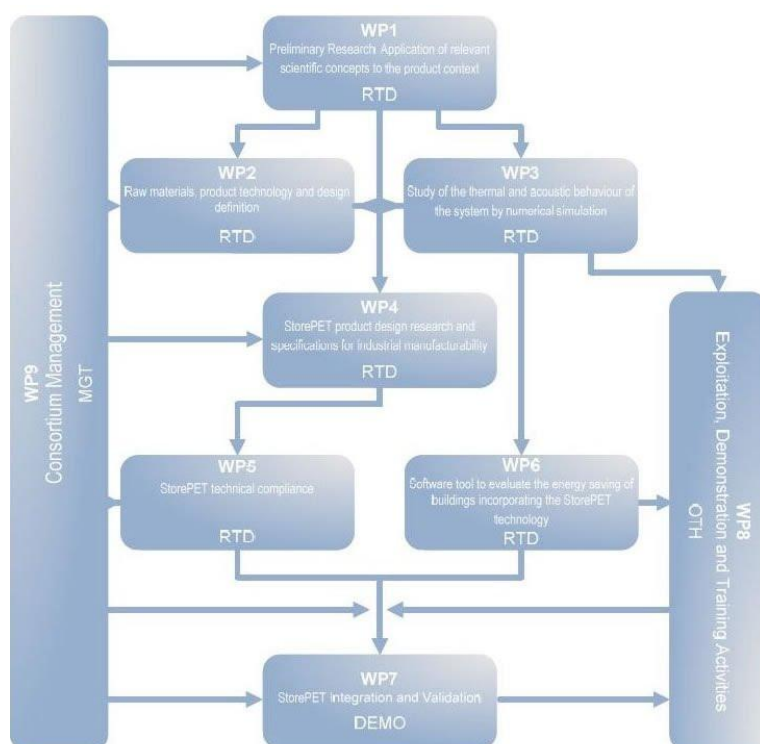 WP1
Preliminary Research: Application of relevant
scientific concepts to the product context
RTD
WP2
Raw materials, product technology and design
definition
RTD
WP3
Study of the thermal and acoustic behaviour of
the system by numerical simulation
RTD
WP4
StorePET product design research and
specifications for industrial manufacturability
RTD
WP5
StorePET technical compliance
RTD
WP6
Software tool to evaluate the energy saving of
buildings incorporating the StorePET
technology
RTD
WP7
StorePET Integration and Validation
DEMO
WP9
Consortium Management
MGT
WP8
Exploitation, Demonstration and Training Activities
OTH